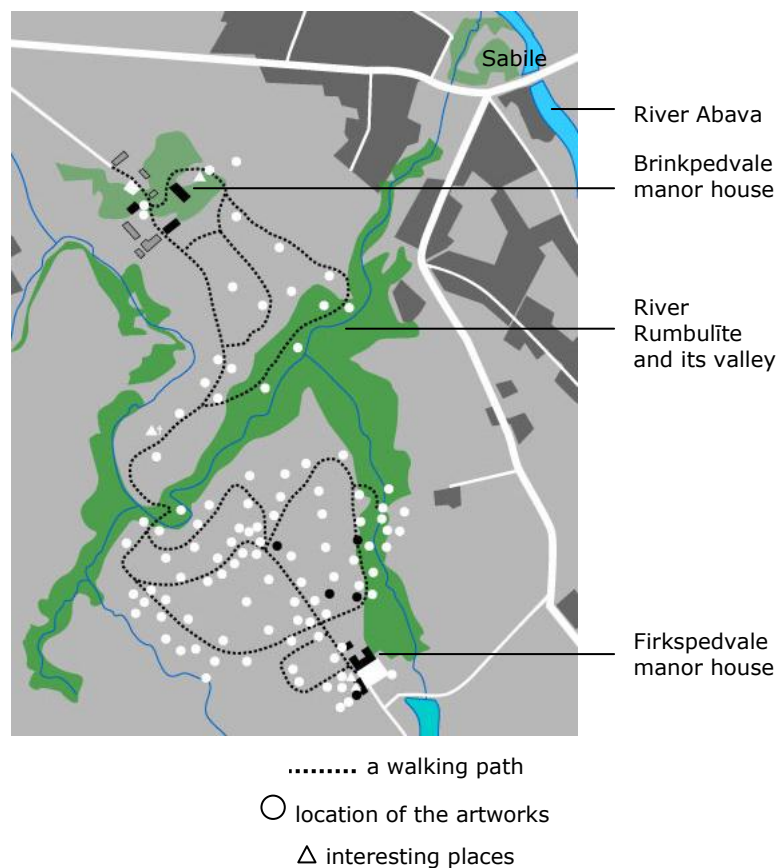 Sabile
River Abava
Brinkpedvale
manor house
River
Rumbulīte
and its valley
Firkspedvale
manor house
a walking path
location of the artworks
interesting places